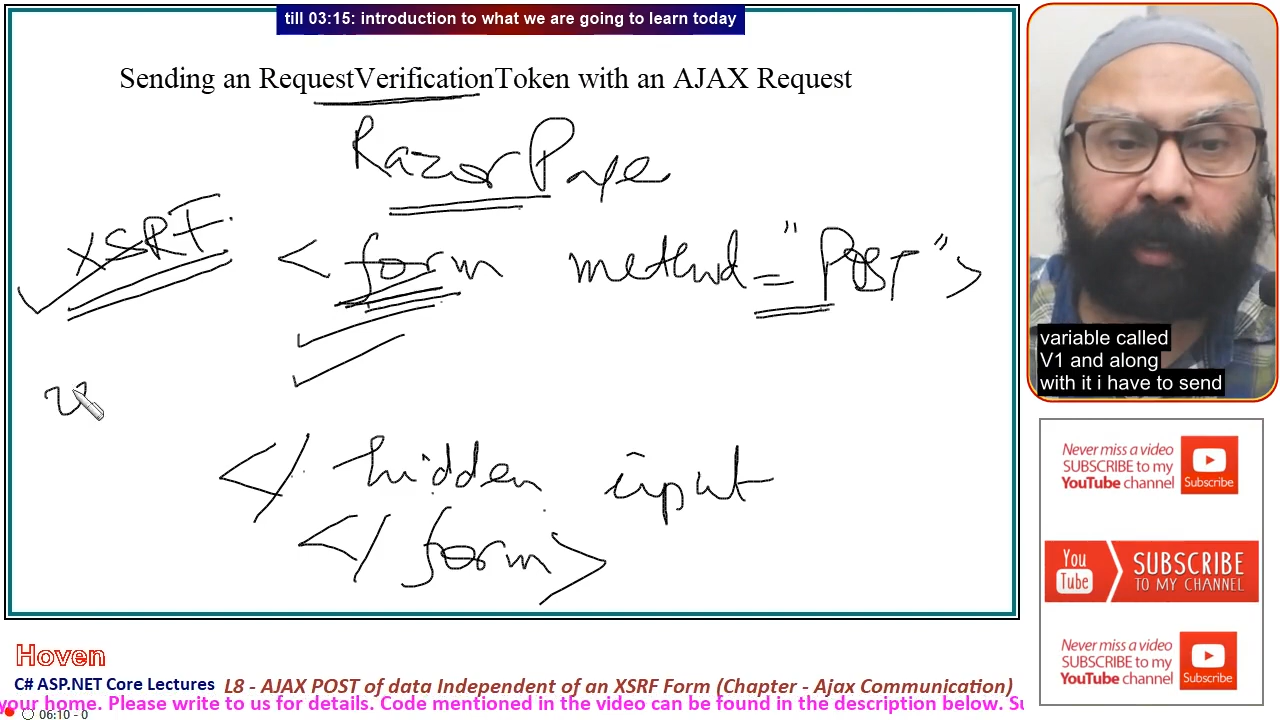 till 03:15: introduction to what we are going to learn today
Sending an RequestVerificationToken with an AJAX Request
Razor Page
XSRF
< form method = "POST" >
</ hidden input
</ form >
variable called
V1 and along
with it i have to send
Never miss a video
SUBSCRIBE to my
YouTube channel
Subscribe
You
Tube
SUBSCRIBE
TO MY CHANNEL
Never miss a video
SUBSCRIBE to my
YouTube channel
Subscribe
Hoven
C# ASP.NET Core Lectures
L8 - AJAX POST of data Independent of an XSRF Form (Chapter - Ajax Communication)
your home. Please write to us for details. Code mentioned in the video can be found in the description below.
06:10 - 0